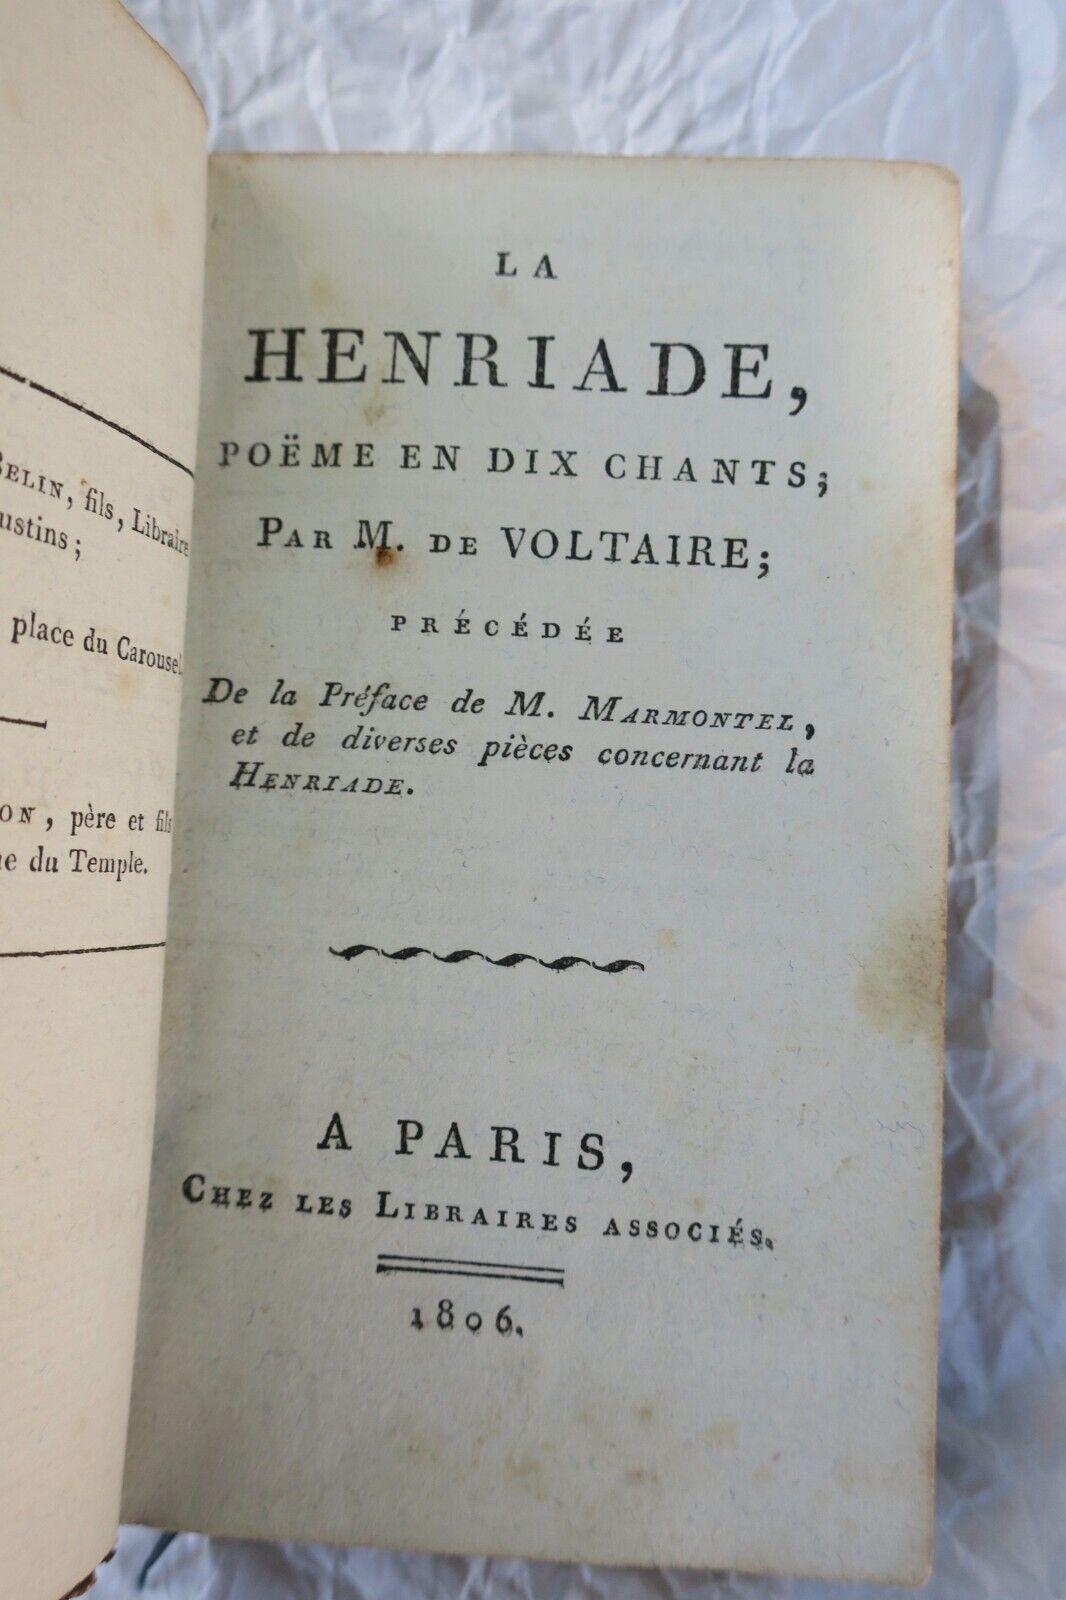 BELIN, fils, Libraire
ustins;
place du Carousel
père et fils
du Temple.
LA
HENRIADE,
POËME EN DIX CHANTS;
PAR M. DE VOLTAIRE;
PRÉCÉDÉE
De la Préface de M. MARMONTEL,
et de diverses pièces concernant la
HENRIADE.
A PARIS,
CHEZ LES LIBRAIRES ASSOCIÉS.
1806.